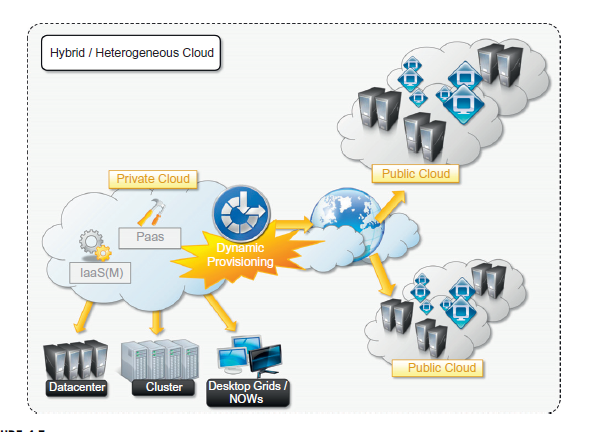 Hybrid / Heterogeneous Cloud
Public Cloud
Private Cloud
Paas
Dynamic
Provisioning
IaaS(M)
Public Cloud
Datacenter
Cluster
Desktop Grids /
NOWs